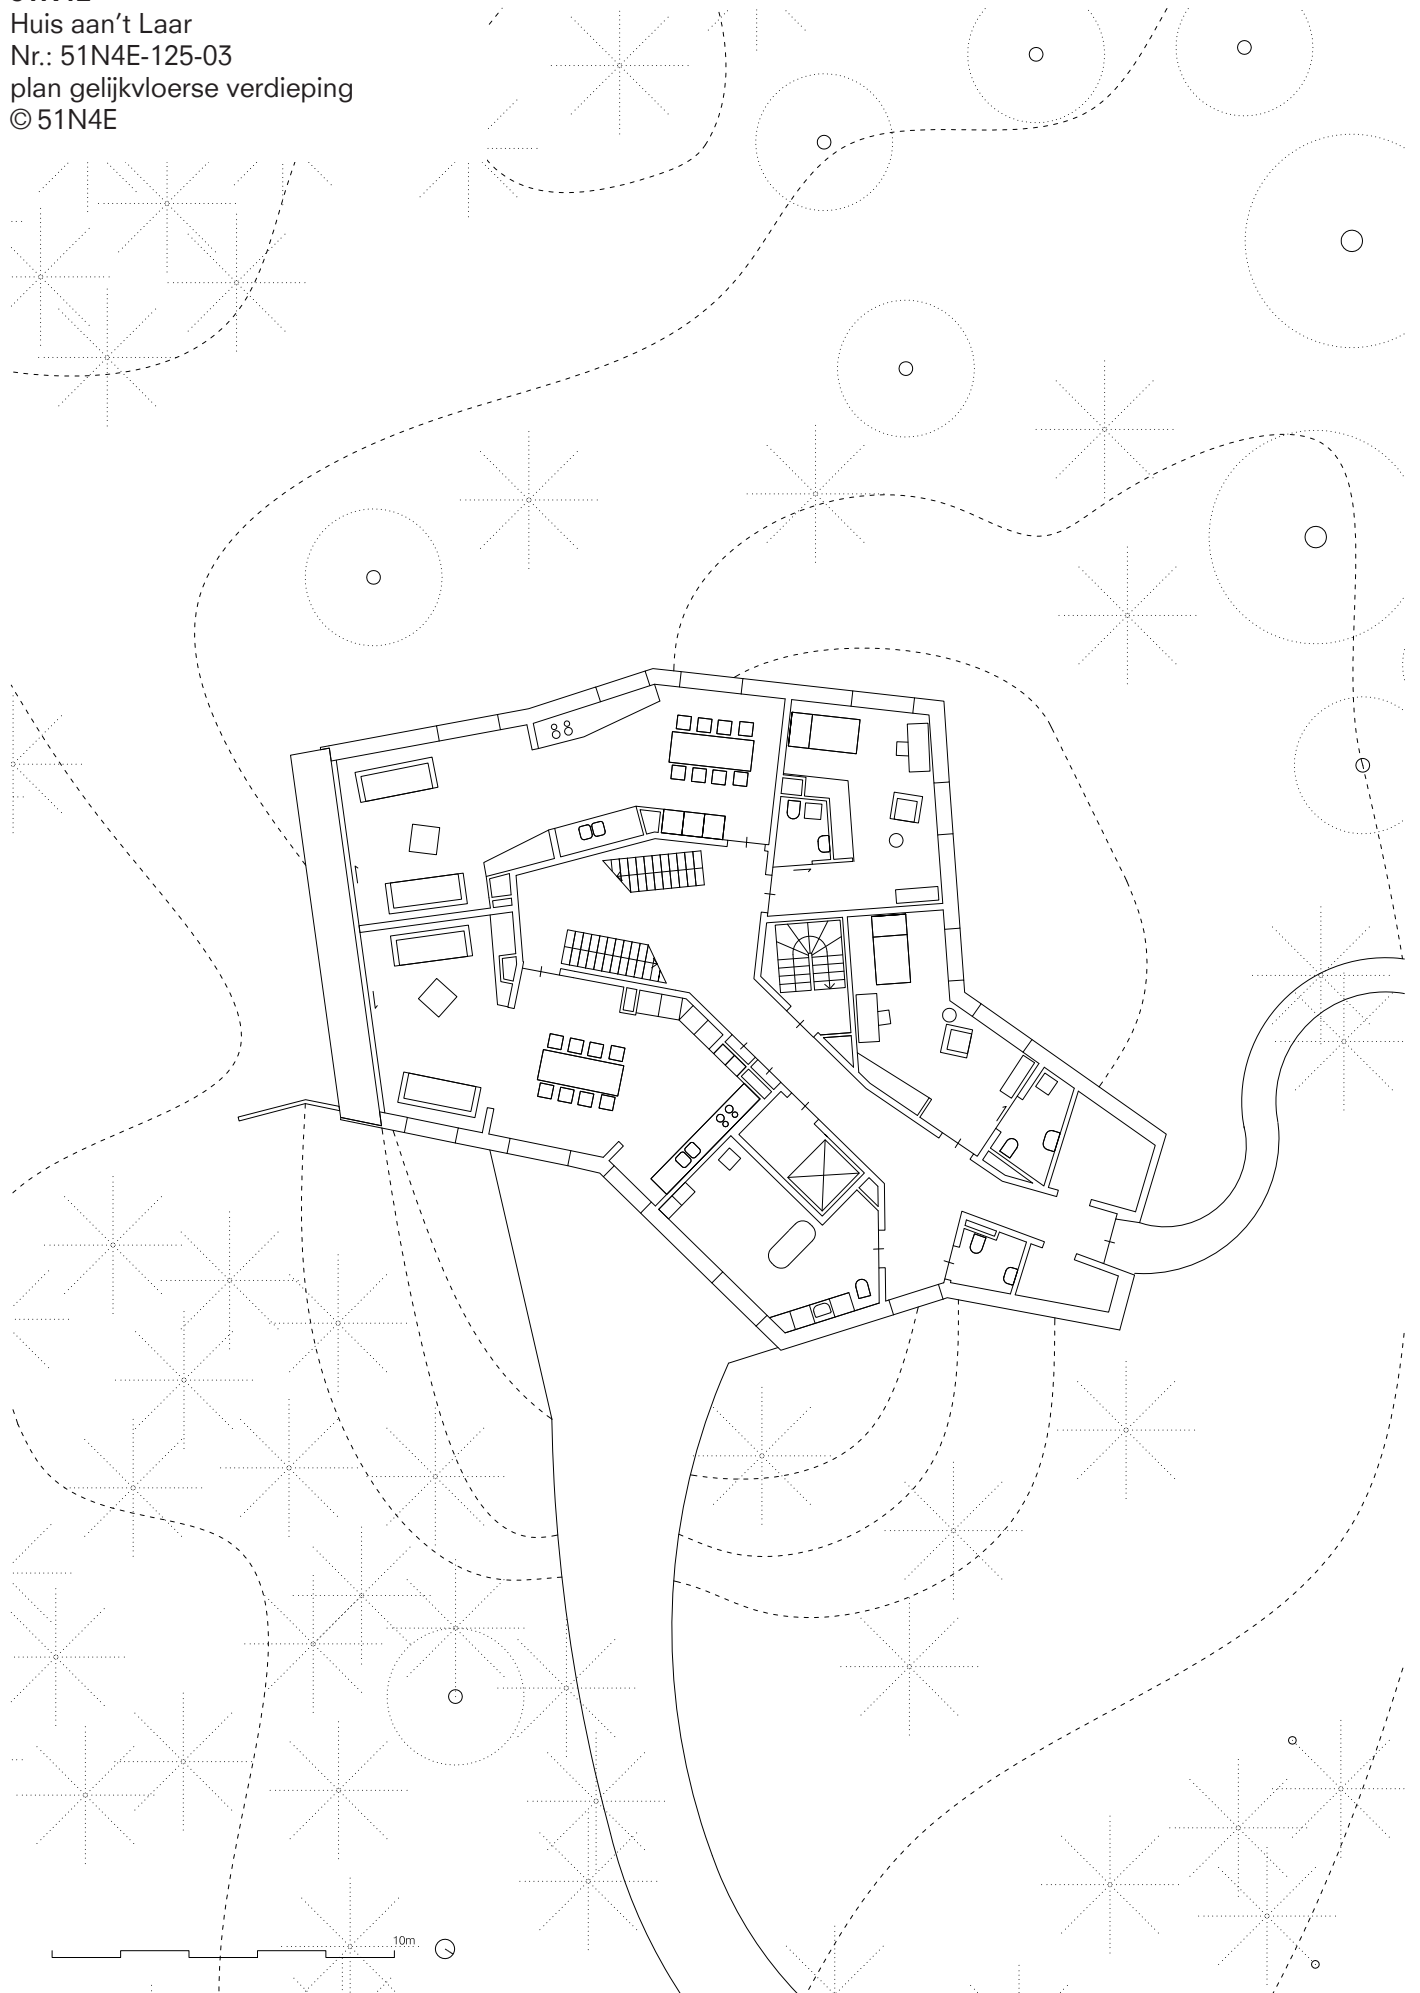 Huis aan't Laar
Nr.: 51N4E-125-03
plan gelijkvloerse verdieping
© 51N4E
10m